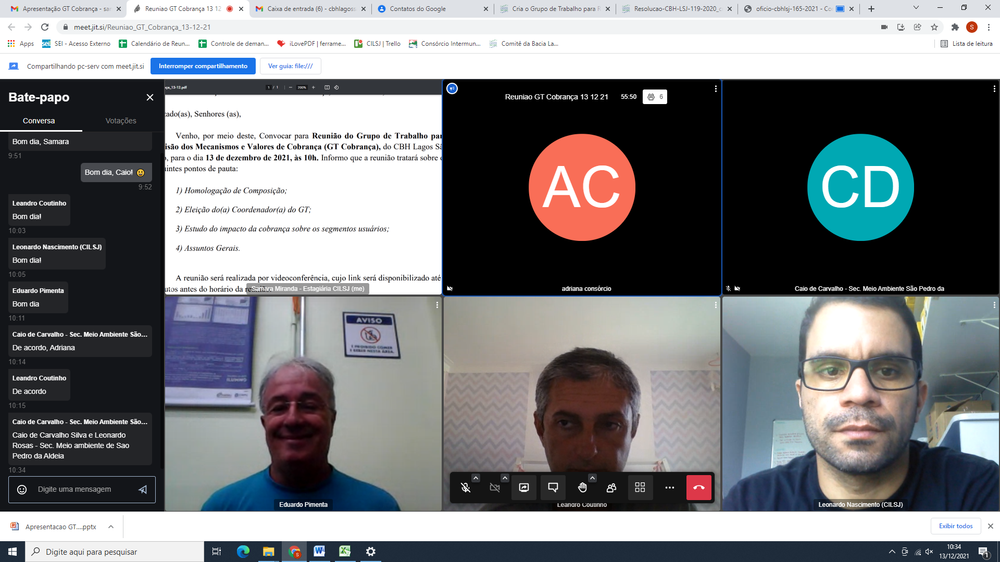 Apresentação GT Cobrança - sar
Reuniao GT Cobrança 13 12
Caixa de entrada (6) - cbhlagoss
Contatos do Google
Cria o Grupo de Trabalho para R
Resolucao-CBH-LSJ-119-2020_c
oficio-cbhlsj-165-2021 - Co
meet.jit.si/Reuniao_GT_Cobrança_13-12-21
S
Apps
SEI - Acesso Externo
Calendário de Reun...
Controle de deman...
iLovePDF | ferrame...
CILSJ | Trello
Consórcio Intermun...
Comitê da Bacia La...
Lista de leitura
Compartilhando pc-serv com meet.jit.si
Interromper compartilhamento
Ver guia: file:///
Bate-papo
Conversa
Votações
Bom dia, Samara
9:51
Bom dia, Caio!
9:52
Leandro Coutinho
Bom dia!
10:03
Leonardo Nascimento (CILSJ)
Bom dia!
10:05
Eduardo Pimenta
Bom dia
10:11
Caio de Carvalho - Sec. Meio Ambiente São...
De acordo, Adriana
10:14
Leandro Coutinho
De acordo
10:15
Caio de Carvalho - Sec. Meio Ambiente São...
Caio de Carvalho Silva e Leonardo
Rosas - Sec. Meio ambiente de Sao
Pedro da Aldeia
10:34
Digite uma mensagem
ça_13-12.pdf
1 / 1
200%
zado(as), Senhores (as),
Venho, por meio deste, Convocar para Reunião do Grupo de Trabalho par
isão dos Mecanismos e Valores de Cobrança (GT Cobrança), do CBH Lagos Sã
o, para o dia 13 de dezembro de 2021, às 10h. Informo que a reunião tratará sobre o
uintes pontos de pauta:
1) Homologação de Composição;
2) Eleição do(a) Coordenador(a) do GT;
3) Estudo do impacto da cobrança sobre os segmentos usuários;
4) Assuntos Gerais.
A reunião será realizada por videoconferência, cujo link será disponibilizado até
utos antes do horário da reunião.
Samara Miranda - Estagiária CILSJ (me)
Reuniao GT Cobrança 13 12 21
55:50
6
AC
adriana consórcio
CD
Caio de Carvalho - Sec. Meio Ambiente São Pedro da
AVISO
É PROIBIDO COMER
E BEBER NESTA ÁREA.
Eduardo Pimenta
Leandro Coutinho
Leonardo Nascimento (CILSJ)
Apresentacao GT....pptx
Exibir todos
Digite aqui para pesquisar
10:34
13/12/2021
1